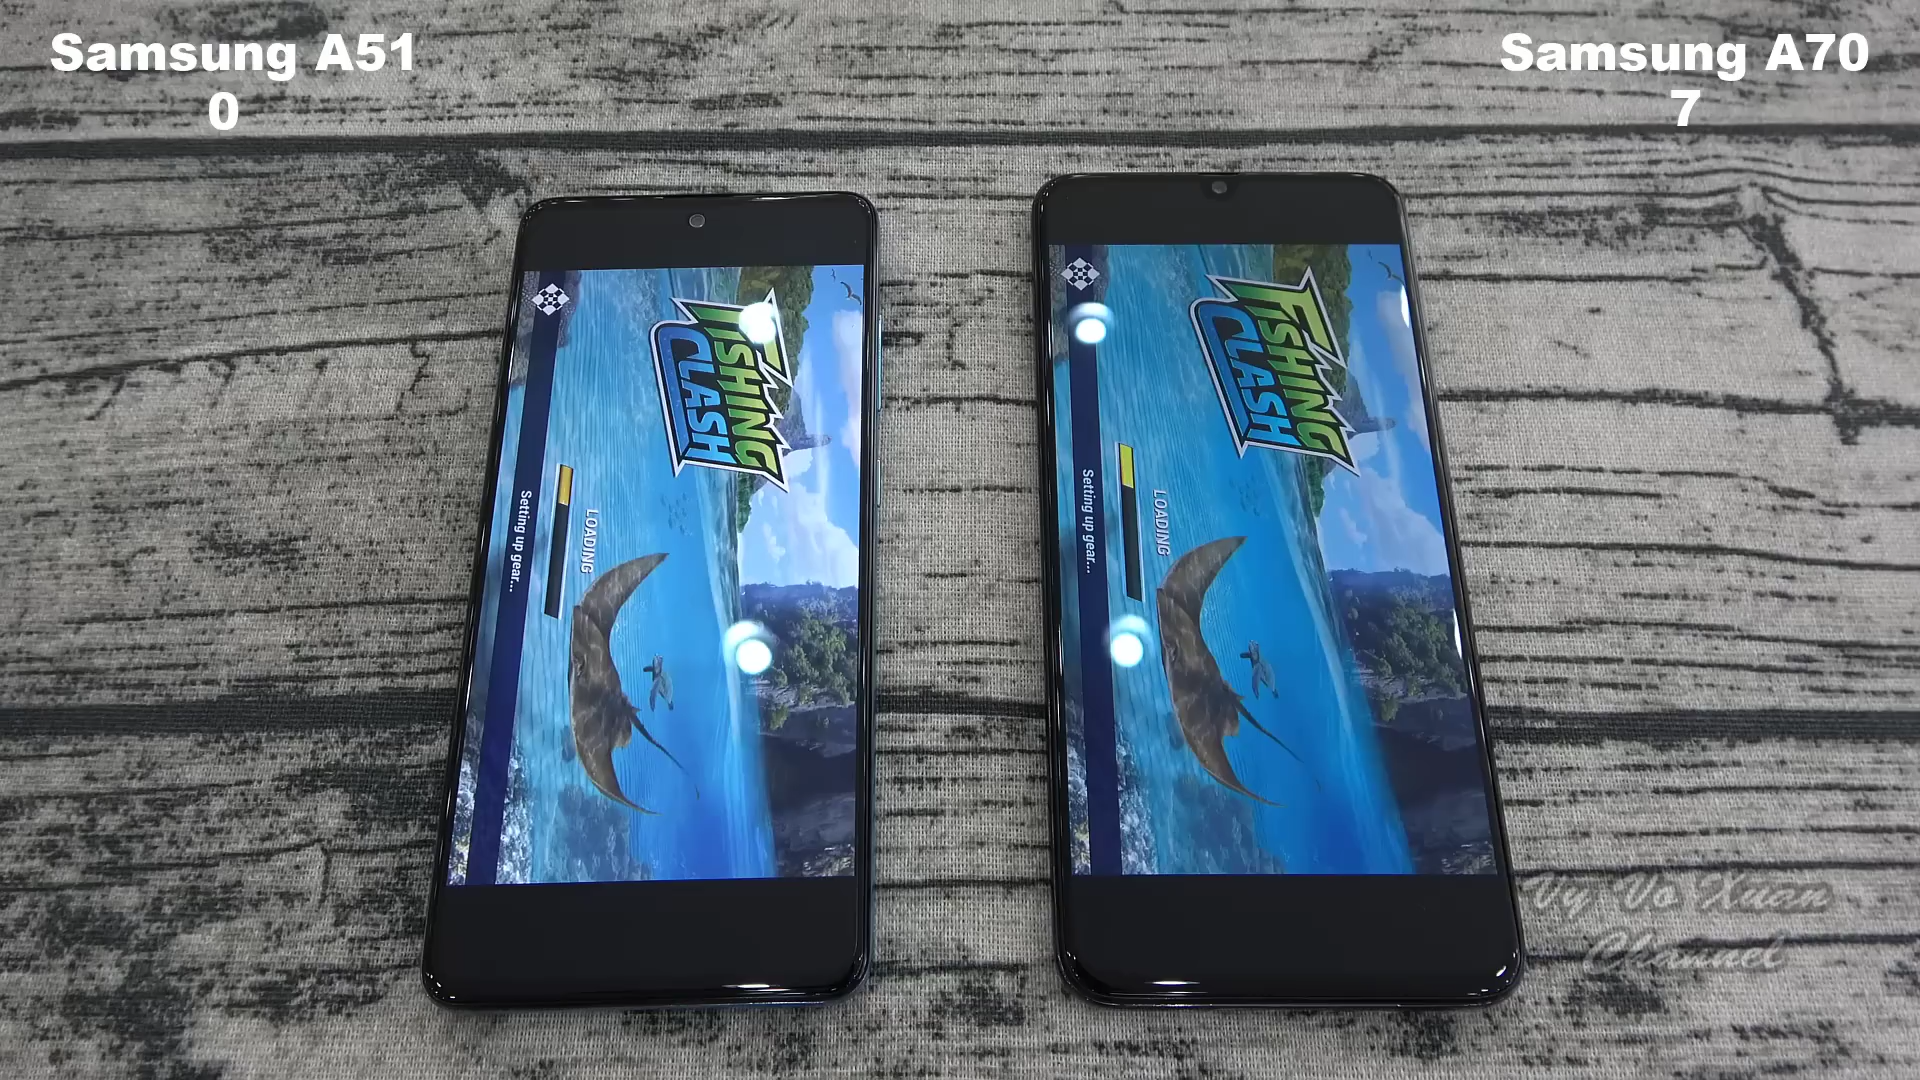 Samsung A51
0
Samsung A70
7
FISHING
CLASH
LOADING
Setting up gear...
FISHING
CLASH
LOADING
Setting up gear...
Vy Vo Xuan
Channel